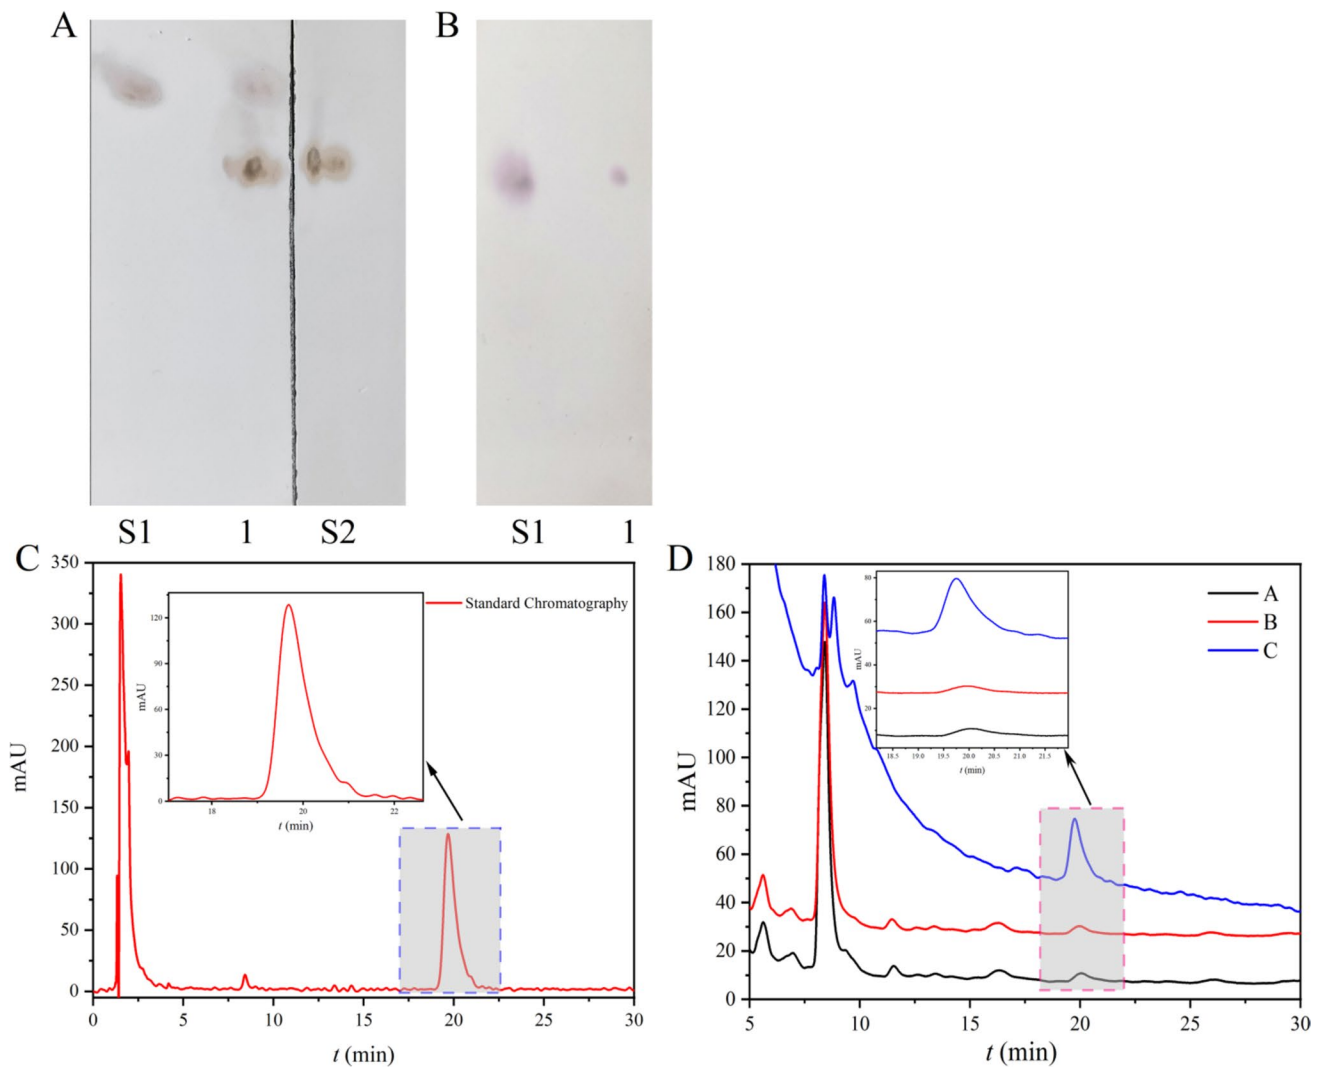 A
B
S1 1 S2
S1 1
C
350
300
250
200
150
100
50
0
mAU
0 5 10 15 20 25 30
t (min)
Standard Chromatography
120
90
60
30
0
mAU
18 20 22
t (min)
D
180
160
140
120
100
80
60
40
20
0
mAU
5 10 15 20 25 30
t (min)
A
B
C
80
60
40
20
mAU
18.5 19.0 19.5 20.0 20.5 21.0 21.5
t (min)